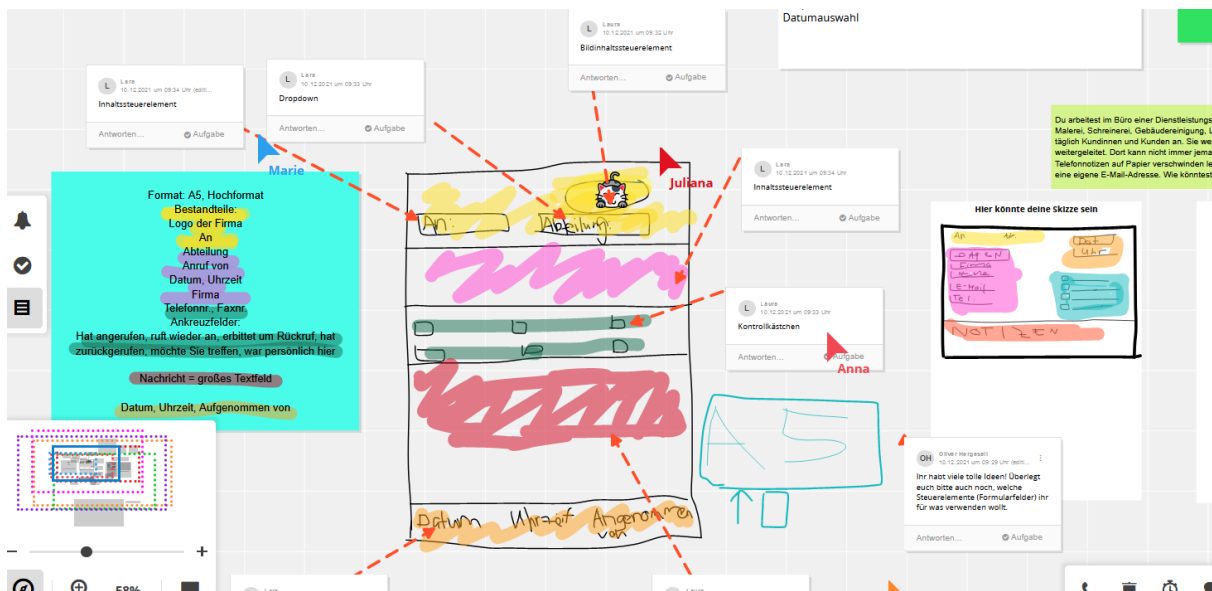 Datumauswahl
L
Laura
10.12.2021 um 09:32 Uhr
Bildinhaltssteuerelement
Antworten...
Aufgabe
L
Lara
10.12.2021 um 09:34 Uhr (editi...
Inhaltssteuerelement
Antworten...
Aufgabe
L
Lara
10.12.2021 um 09:33 Uhr
Dropdown
Antworten...
Aufgabe
Marie
Juliana
L
Lara
10.12.2021 um 09:34 Uhr
Inhaltssteuerelement
Antworten...
Aufgabe
Du arbeitest im Büro einer Dienstleistungs
Malerei, Schreinerei, Gebäudereinigung, L
täglich Kundinnen und Kunden an. Sie we
weitergeleitet. Dort kann nicht immer jema
Telefonnotizen auf Papier verschwinden le
eine eigene E-Mail-Adresse. Wie könntest
Format: A5, Hochformat
Bestandteile:
Logo der Firma
An
Abteilung
Anruf von
Datum, Uhrzeit
Firma
Telefonnr., Faxnr.
Ankreuzfelder:
Hat angerufen, ruft wieder an, erbittet um Rückruf, hat
zurückgerufen, möchte Sie treffen, war persönlich hier
Nachricht = großes Textfeld
Datum, Uhrzeit, Aufgenommen von
An:
Abteilung:
Datum Uhrzeit Angenommen
von
L
Laura
10.12.2021 um 09:33 Uhr
Kontrollkästchen
Antworten...
Aufgabe
Anna
A5
Hier könnte deine Skizze sein
An
Dat
Uhr
Firma
E-Mail
Tel.
NOTIZEN
OH
Oliver Hergesell
10.12.2021 um 09:29 Uhr (editi...
Ihr habt viele tolle Ideen! Überlegt
euch bitte auch noch, welche
Steuerelemente (Formularfelder) ihr
für was verwenden wollt.
Antworten...
Aufgabe
58%